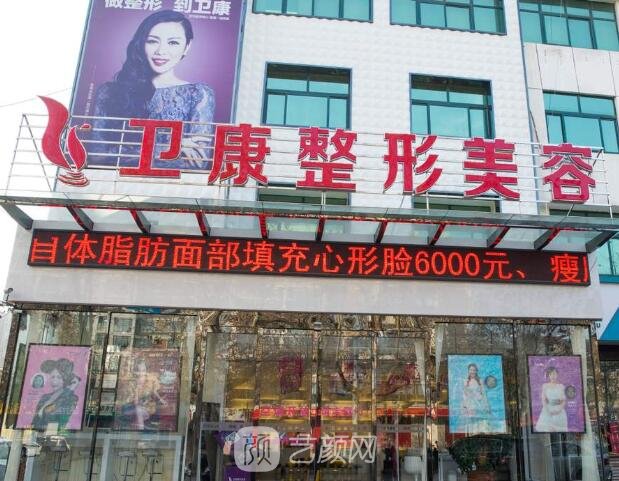 做整形 到卫康
卫康整形美容
自体脂肪面部填充心形脸6000元、瘦
颜 艺颜网